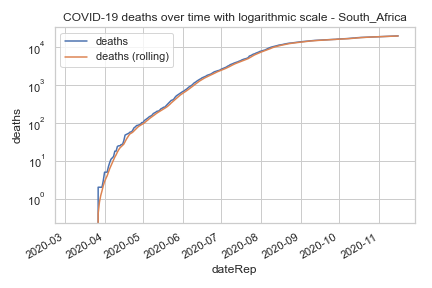 COVID-19 deaths over time with logarithmic scale - South_Africa
deaths
deaths (rolling)
10^4
10^3
10^2
10^1
10^0
deaths
2020-03
2020-04
2020-05
2020-06
2020-07
2020-08
2020-09
2020-10
2020-11
dateRep